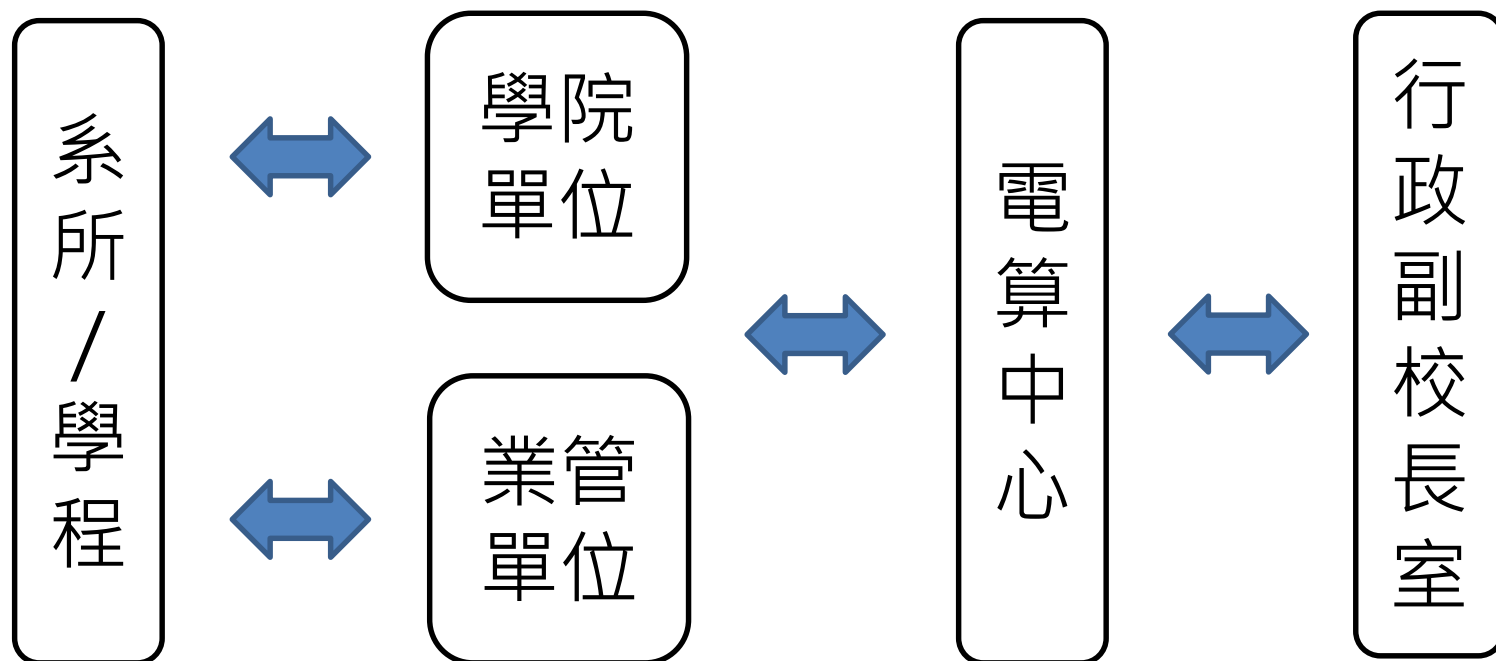 系所/學程
學院
單位
業管
單位
電算中心
行政副校長室